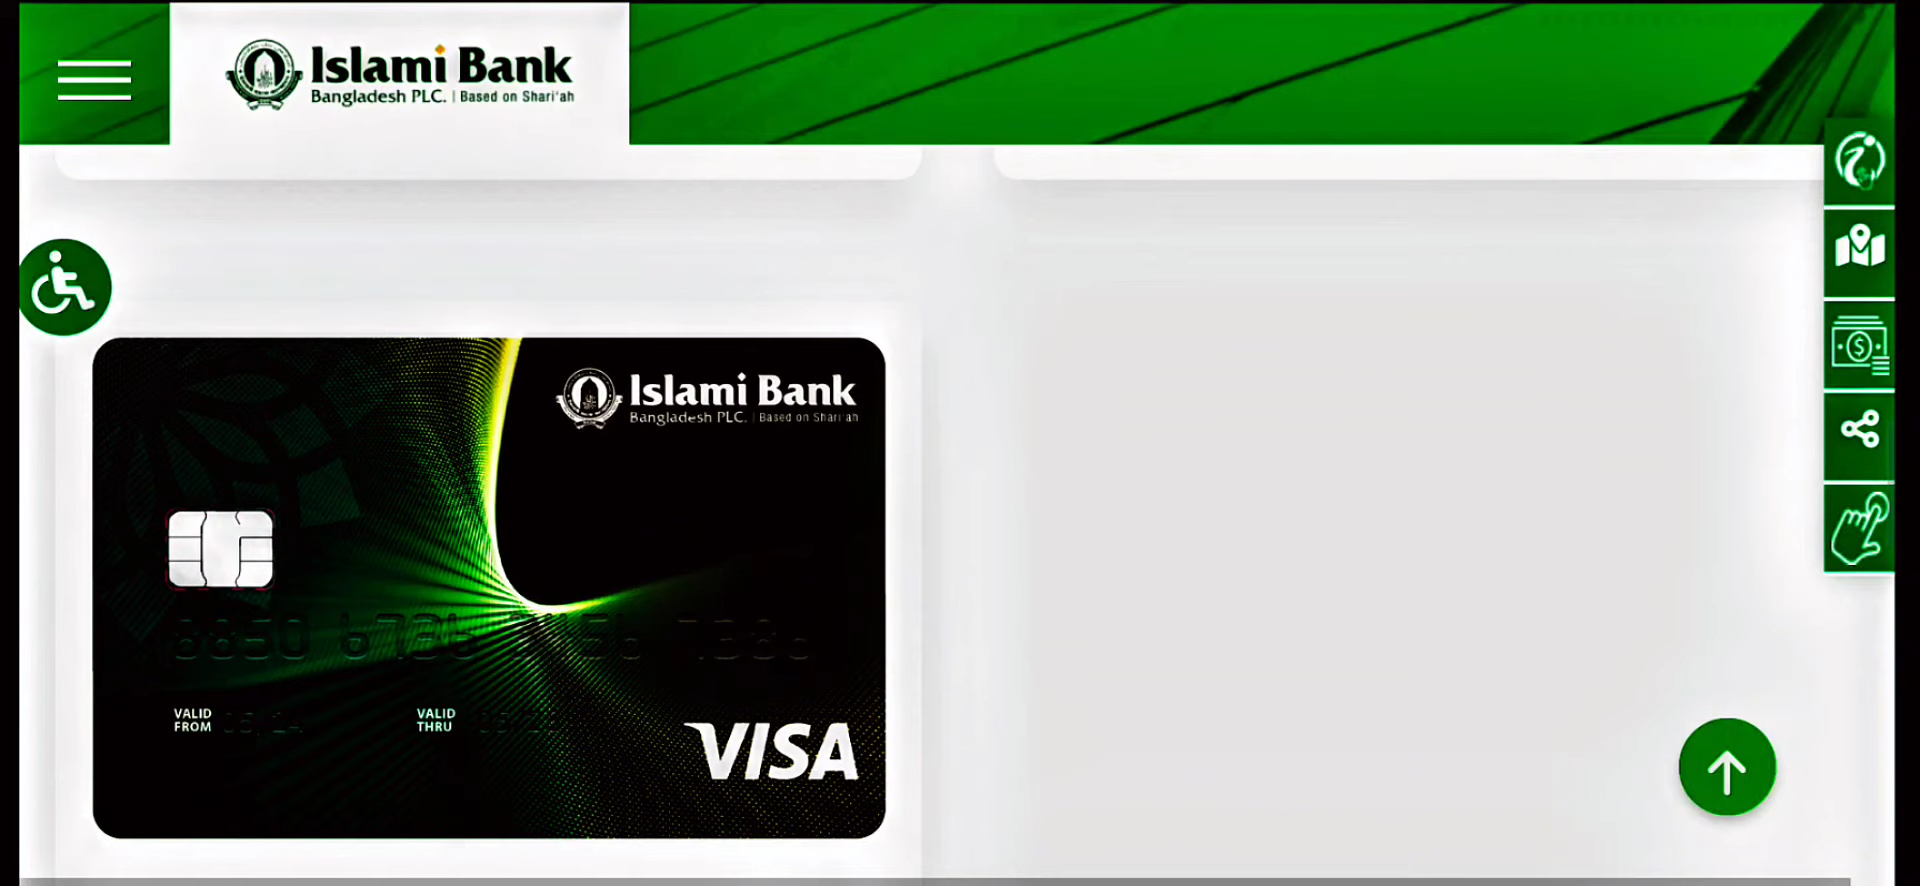 Islami Bank
Bangladesh PLC. | Based on Shari'ah
Islami Bank
Bangladesh PLC. | Based on Shari'ah
VALID
FROM
VALID
THRU
VISA